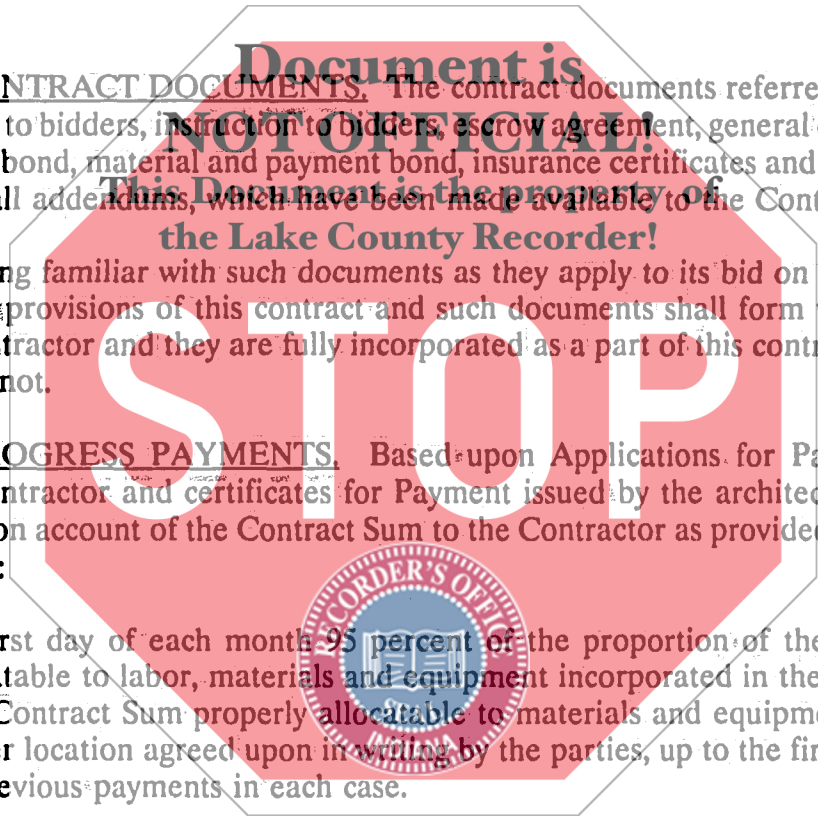 Document is
NTRACT DOCUMENTS. The contract documents referre
NOT OFFICIAL!
to bidders, instruction to bidders, escrow agreement, general
bond, material and payment bond, insurance certificates and
This Document is the property of
ll addendums, which have been made available to the Cont
the Lake County Recorder!
ng familiar with such documents as they apply to its bid on
provisions of this contract and such documents shall form
tractor and they are fully incorporated as a part of this contr
not.
STOP
OGRESS PAYMENTS. Based upon Applications for Pa
ntractor and certificates for Payment issued by the architec
on account of the Contract Sum to the Contractor as provided
:
RECORDER'S OFFICE
rst day of each month 95 percent of the proportion of the
table to labor, materials and equipment incorporated in the
SEAL
Contract Sum properly allocatable to materials and equipme
INDIANA
r location agreed upon in writing by the parties, up to the fir
evious payments in each case.